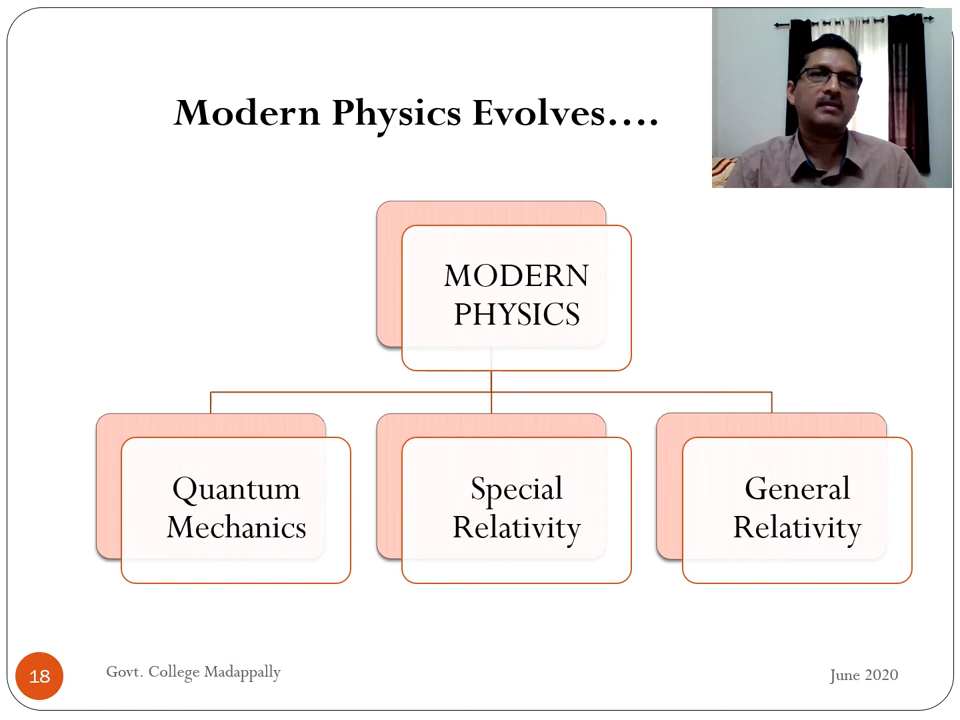 Modern Physics Evolves....
MODERN
PHYSICS
Quantum
Mechanics
Special
Relativity
General
Relativity
18
Govt. College Madappally
June 2020